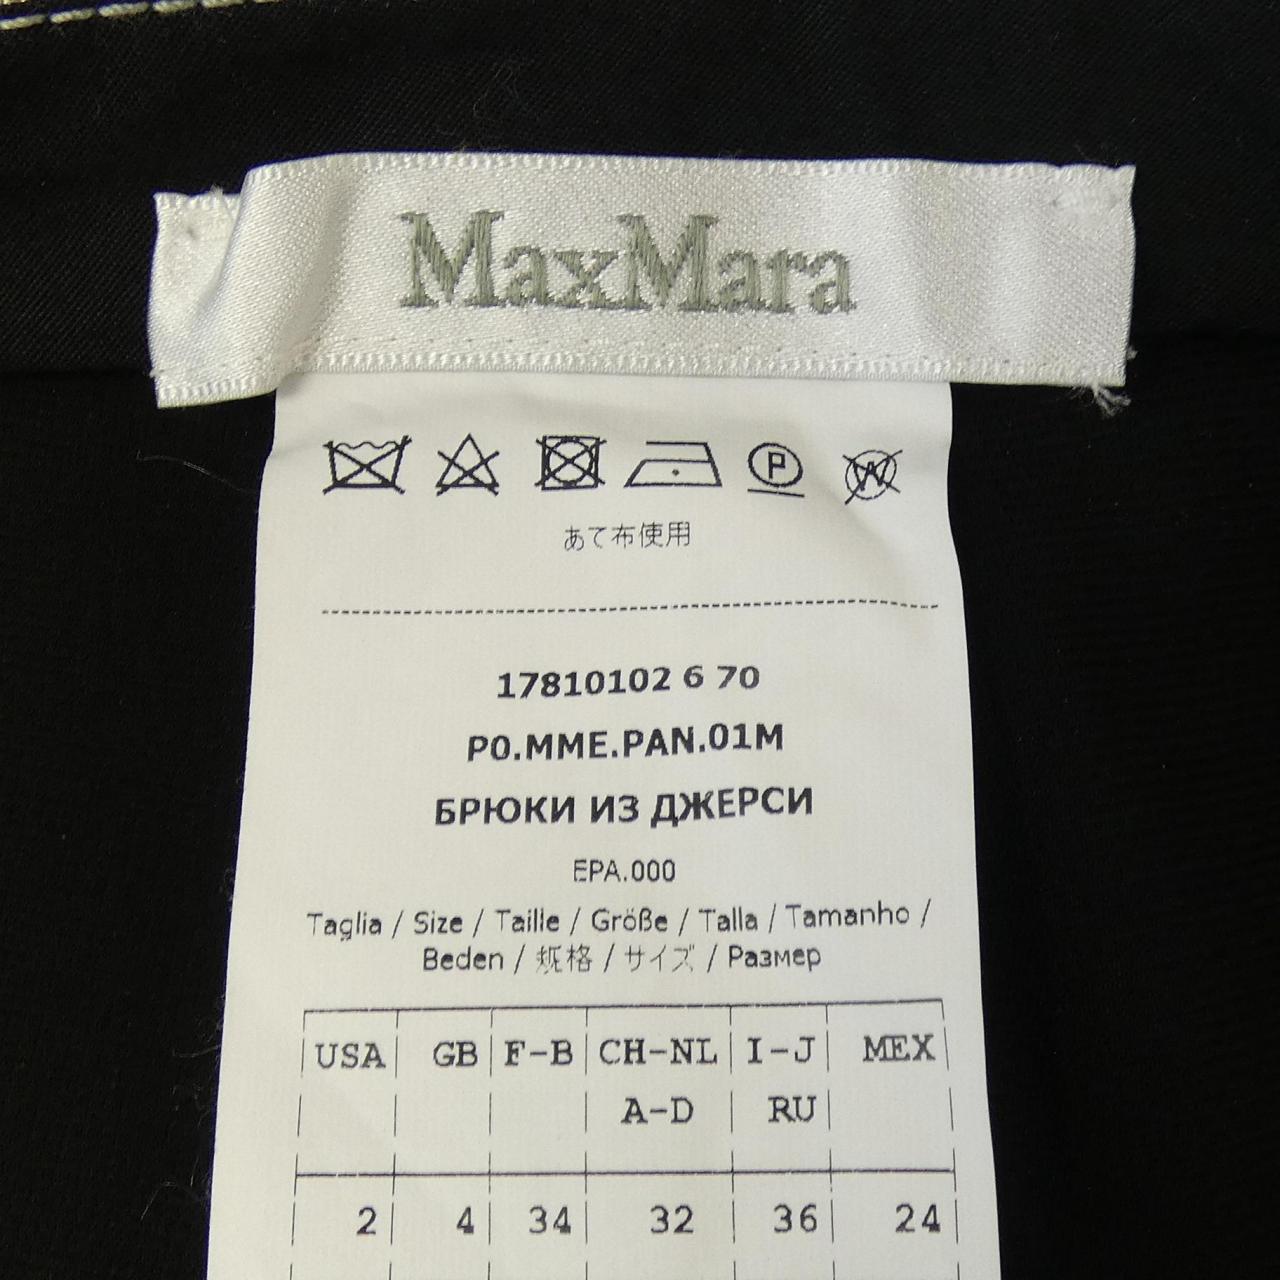 MaxMara
P W
あて布使用
17810102 6 70
P0.MME.PAN.01M
БРЮКИ ИЗ ДЖЕРСИ
EPA.000
Taglia / Size / Taille / Größe / Talla / Tamanho /
Beden / 规格 / サイズ / Размер
USA GB F-B CH-NL I-J MEX
A-D RU
2 4 34 32 36 24